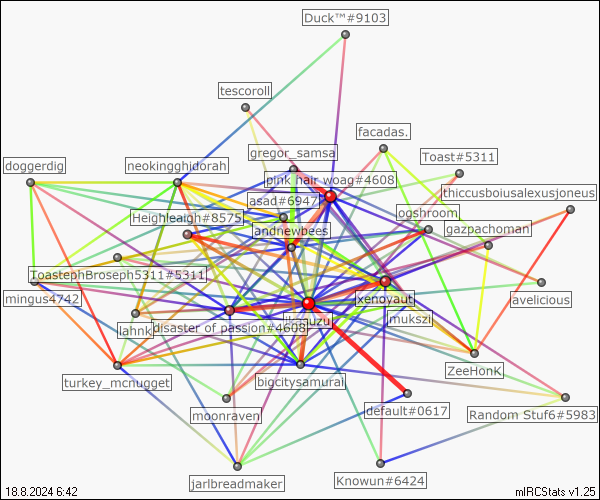 Duck™#9103
tescoroll
facadas.
gregor_samsa
Toast#5311
doggerdig
neokingghidorah
pink hair woag#4608
thiccusboiusalexusjoneus
asad#6947
Heighleaigh#8575
ogshroom
gazpachoman
andnewbees
ToastephBroseph5311#5311
mingus4742
xenoyaut
avelicious
lahnk
disaster of passion#4608
mukszi
turkey_mcnugget
bigcitysamurai
ZeeHonK
moonraven
default#0617
Random Stuf6#5983
jarlbreadmaker
Knowun#6424
18.8.2024 6:42
mIRCStats v1.25